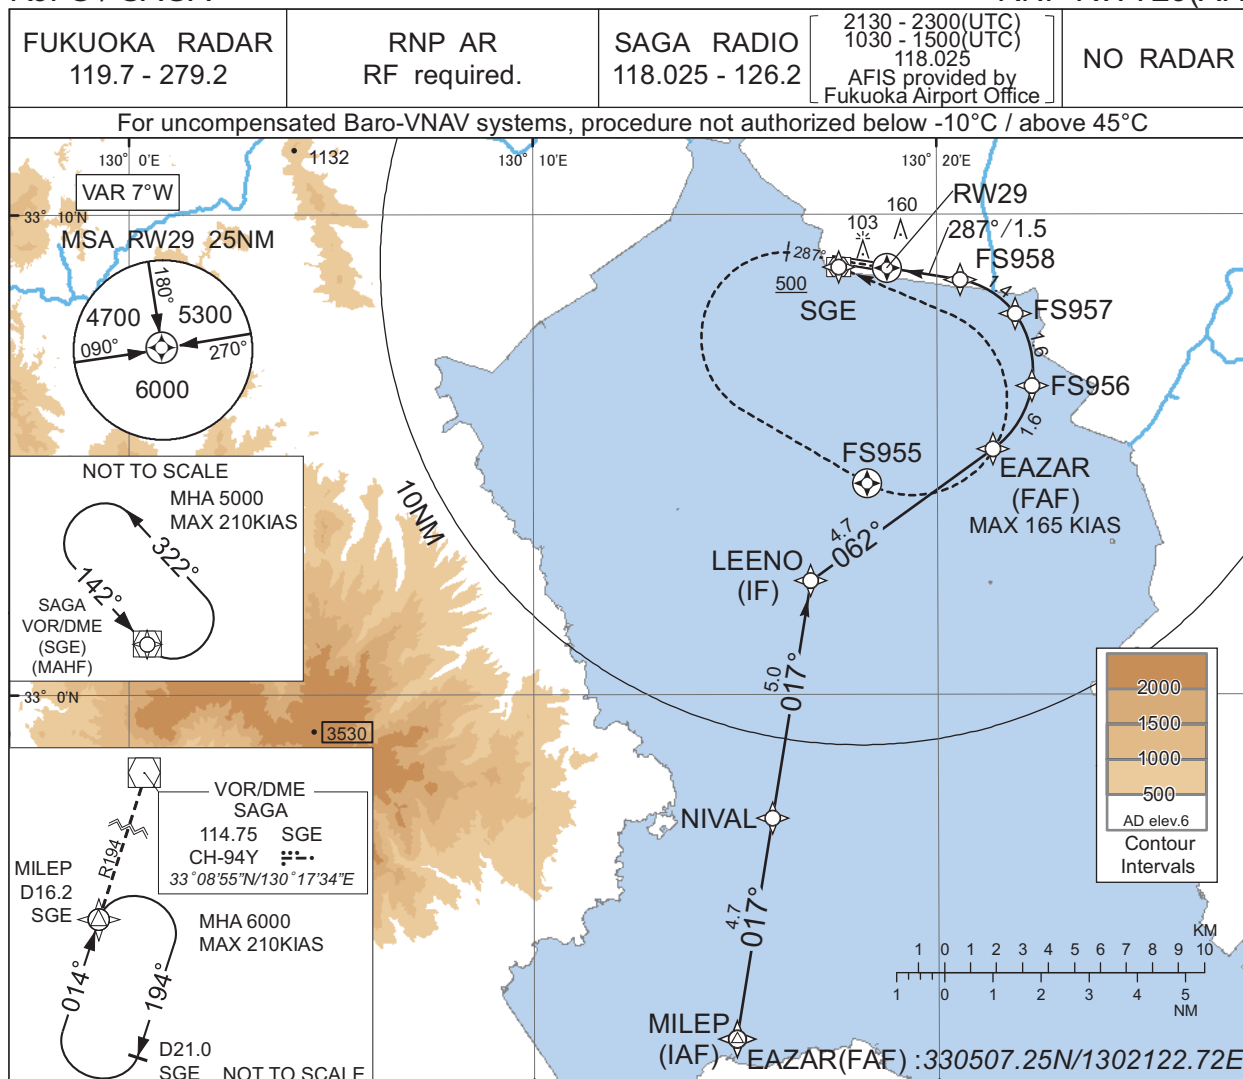 FUKUOKA RADAR
119.7 - 279.2
RNP AR
RF required.
SAGA RADIO
118.025 - 126.2
2130 - 2300(UTC)
1030 - 1500(UTC)
118.025
AFIS provided by
Fukuoka Airport Office
NO RADAR
For uncompensated Baro-VNAV systems, procedure not authorized below -10°C / above 45°C
130° 0'E
130° 10'E
130° 20'E
1132
VAR 7°W
33° 10'N
MSA RW29 25NM
180°
4700
5300
090°
270°
6000
RW29
160
103
287°/1.5
287°
500
SGE
FS958
1.4
FS957
1.6
FS956
1.6
FS955
EAZAR
(FAF)
MAX 165 KIAS
10NM
4.7
062°
LEENO
(IF)
NOT TO SCALE
MHA 5000
MAX 210KIAS
322°
142°
SAGA
VOR/DME
(SGE)
(MAHF)
33° 0'N
5.0
017°
3530
2000
1500
1000
500
AD elev.6
Contour
Intervals
VOR/DME
SAGA
114.75 SGE
CH-94Y
33°08'55"N/130°17'34"E
R194
MILEP
D16.2
SGE
MHA 6000
MAX 210KIAS
014°
194°
D21.0
SGE
NOT TO SCALE
NIVAL
4.7
017°
MILEP
(IAF)
KM
1 0 1 2 3 4 5 6 7 8 9 10
1 0 1 2 3 4 5
NM
EAZAR(FAF) :330507.25N/1302122.72E